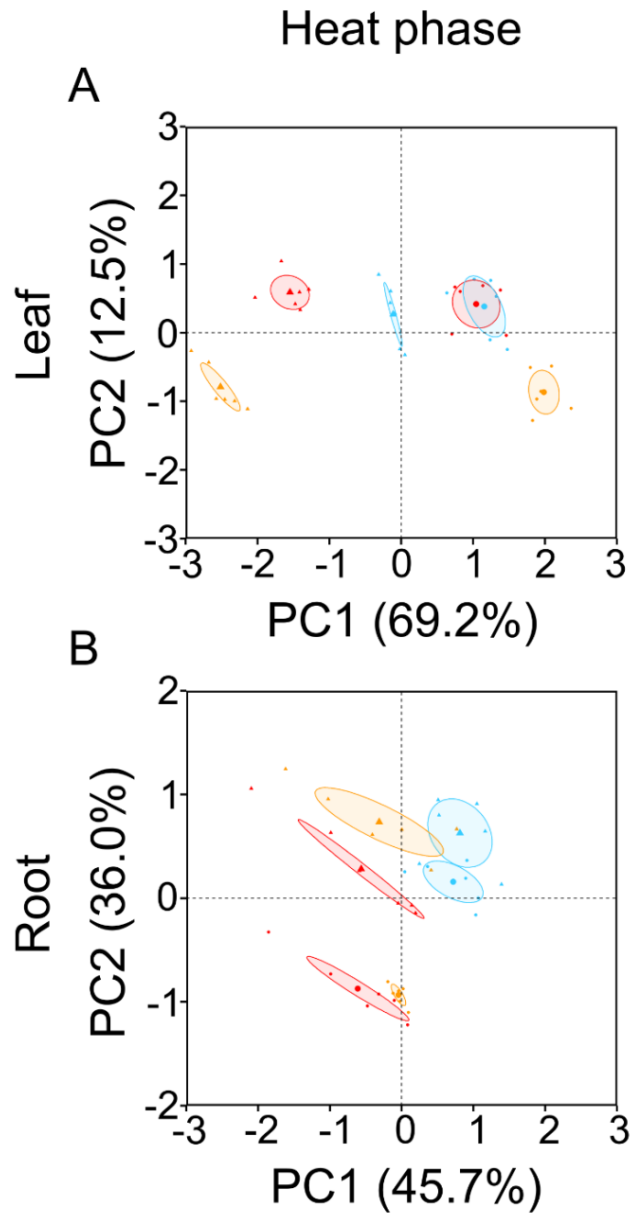 Heat phase
A
Leaf
PC2 (12.5%)
3
2
1
0
-1
-2
-3
-3 -2 -1 0 1 2 3
PC1 (69.2%)
B
Root
PC2 (36.0%)
2
1
0
-1
-2
-3 -2 -1 0 1 2 3
PC1 (45.7%)